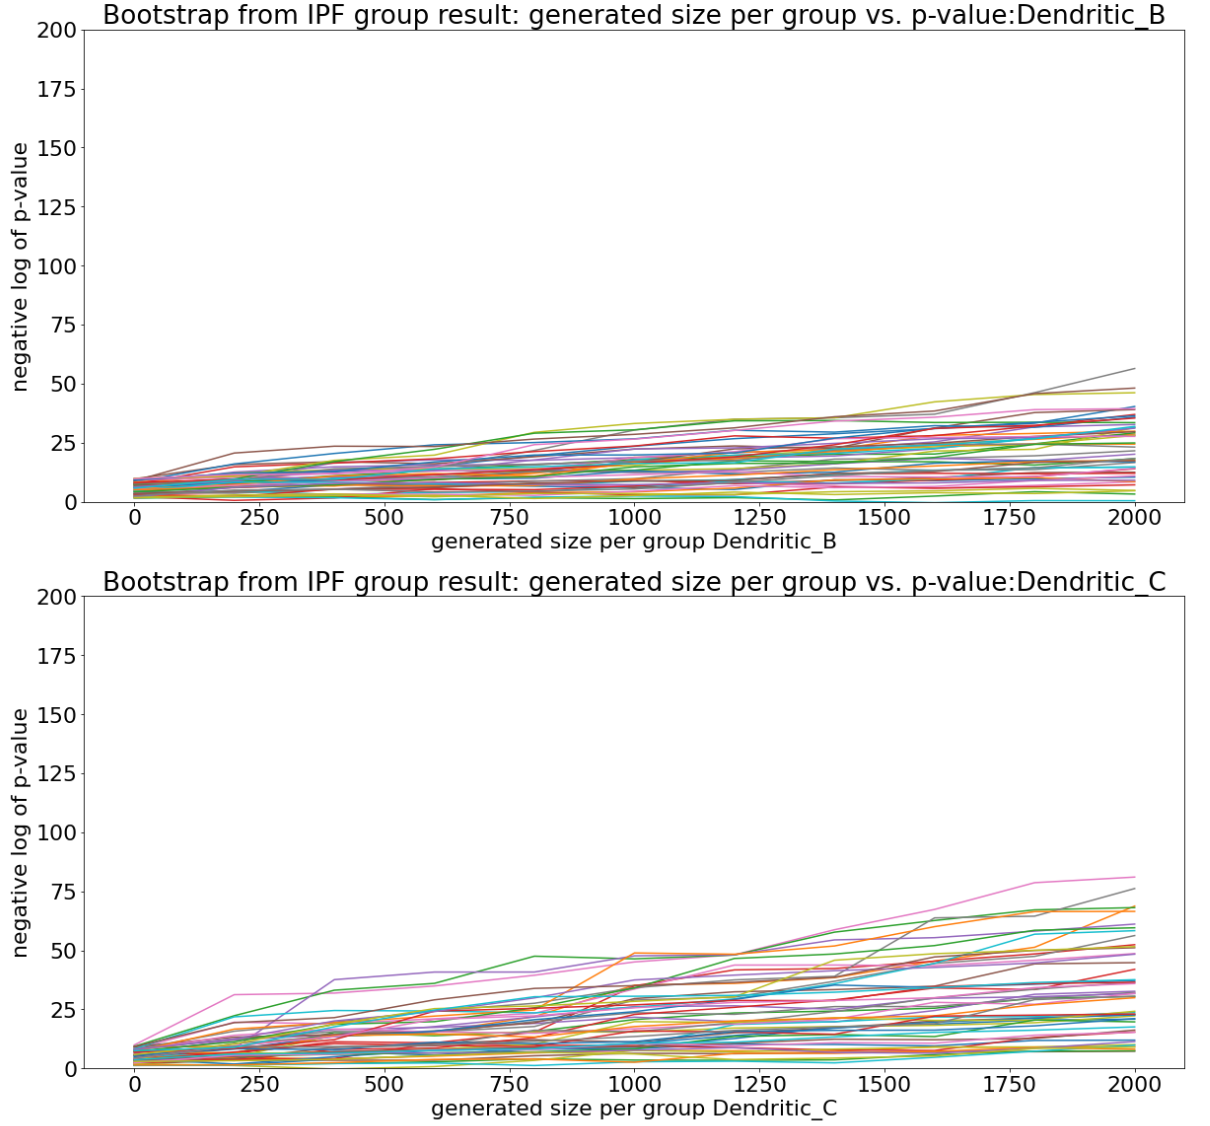 Bootstrap from IPF group result: generated size per group vs. p-value:Dendritic_B
200
175
150
125
100
75
50
25
0
negative log of p-value
0 250 500 750 1000 1250 1500 1750 2000
generated size per group Dendritic_B
Bootstrap from IPF group result: generated size per group vs. p-value:Dendritic_C
200
175
150
125
100
75
50
25
0
negative log of p-value
0 250 500 750 1000 1250 1500 1750 2000
generated size per group Dendritic_C